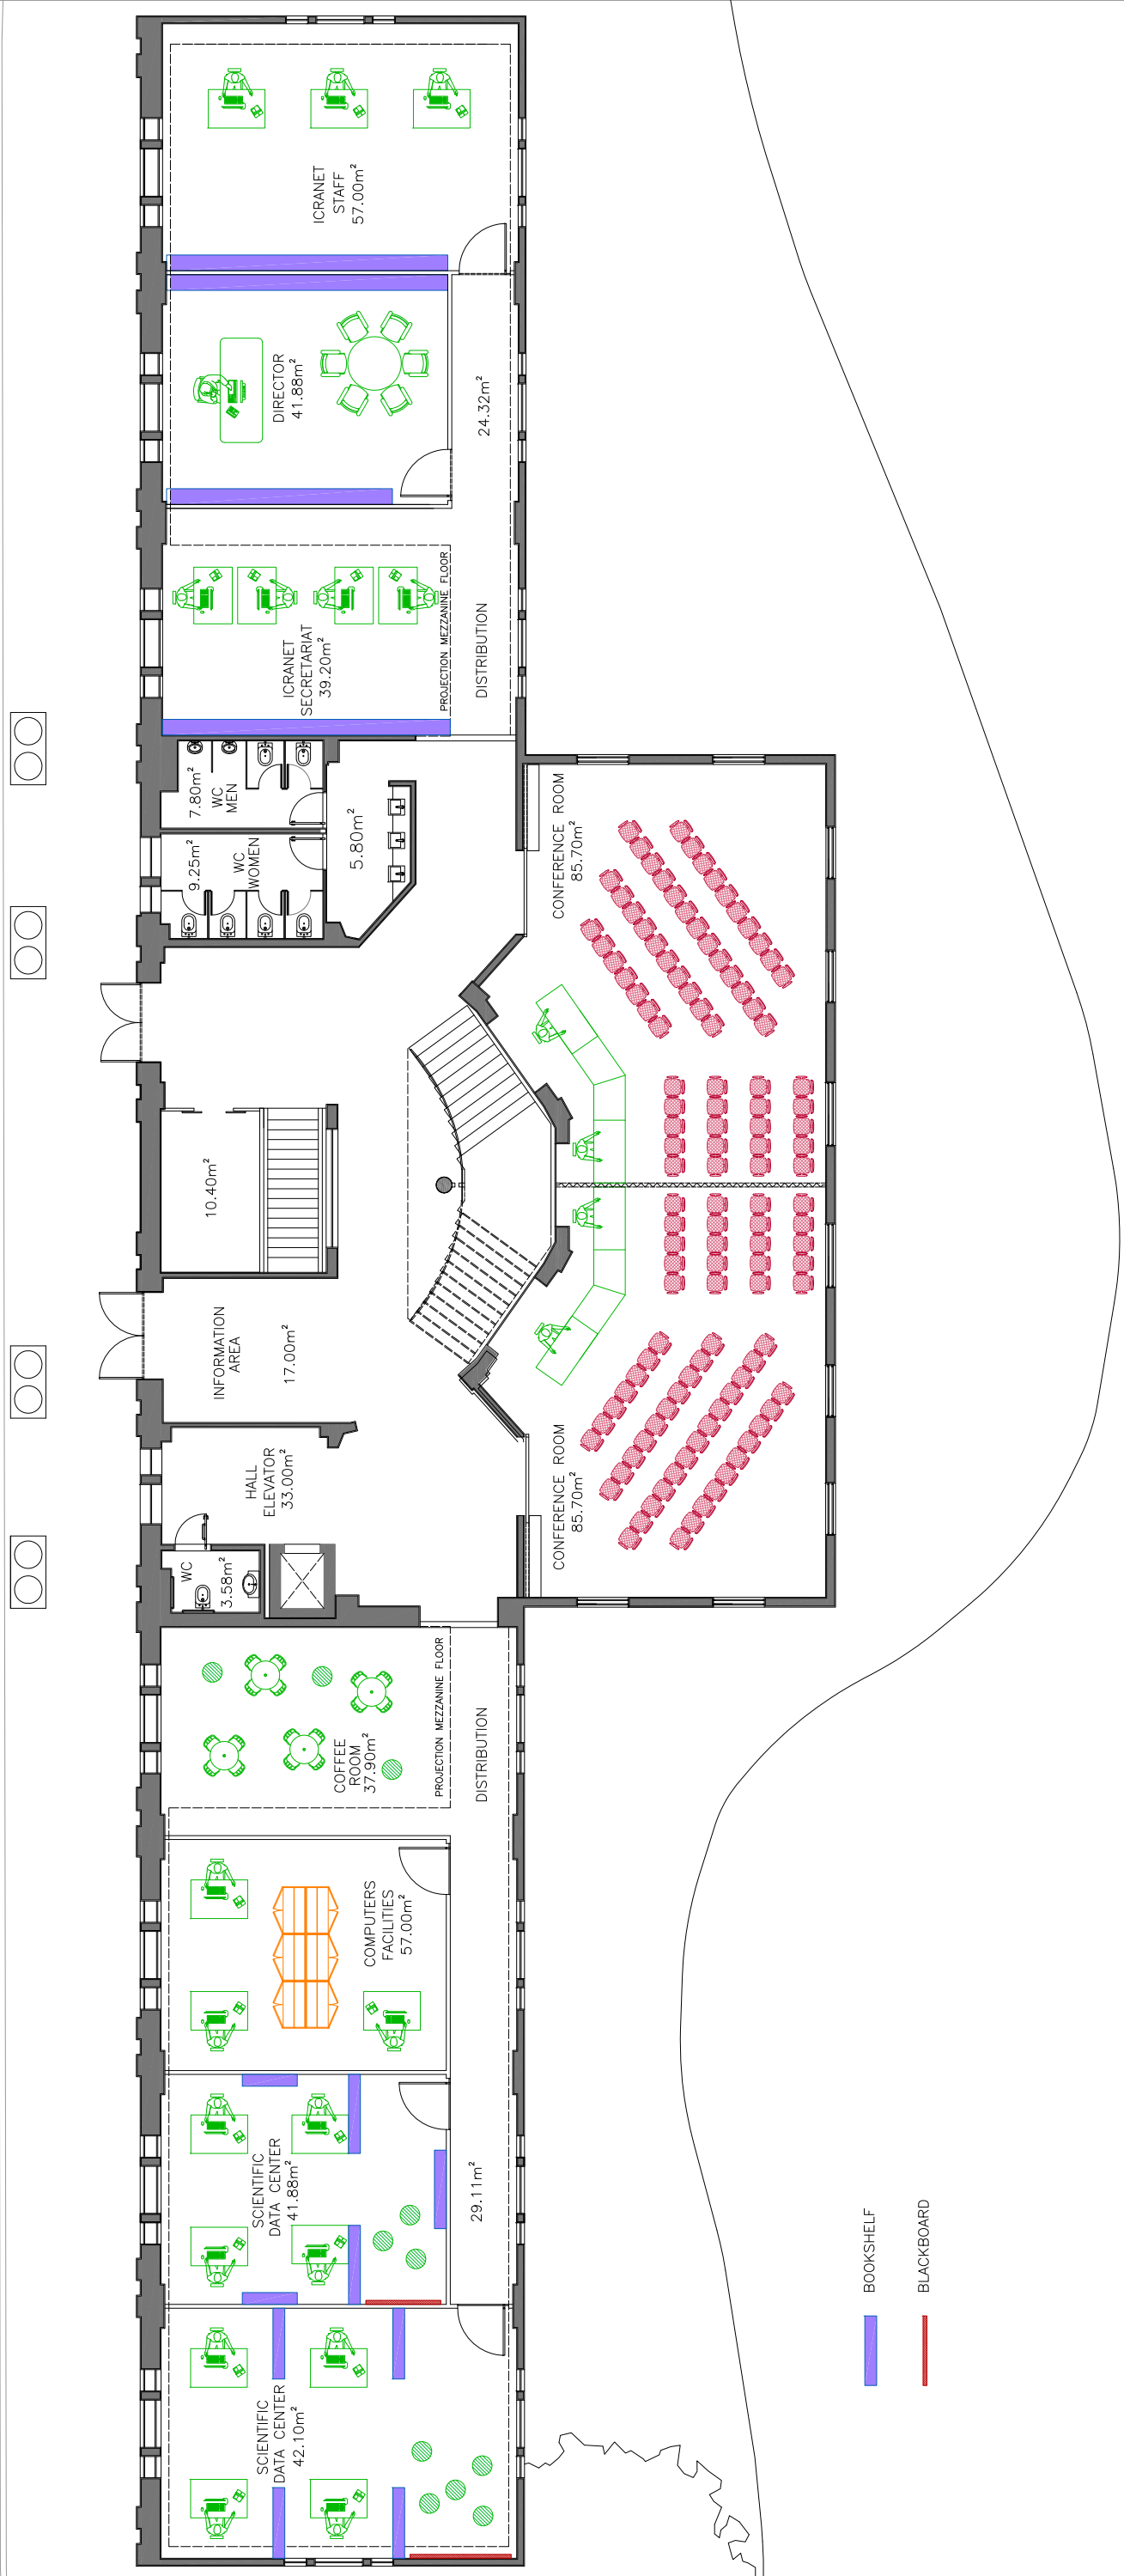 ICRANET
STAFF
57.00m²
DIRECTOR
41.88m²
24.32m²
ICRANET
SECRETARIAT
39.20m²
PROJECTION MEZZANINE FLOOR
DISTRIBUTION
7.80m²
WC
MEN
9.25m²
WC
WOMEN
5.80m²
CONFERENCE ROOM
85.70m²
10.40m²
INFORMATION
AREA
17.00m²
HALL
ELEVATOR
33.00m²
WC
3.58m²
CONFERENCE ROOM
85.70m²
COFFEE
ROOM
37.90m²
PROJECTION MEZZANINE FLOOR
DISTRIBUTION
COMPUTERS
FACILITIES
57.00m²
SCIENTIFIC
DATA CENTER
41.88m²
29.11m²
SCIENTIFIC
DATA CENTER
42.10m²
BOOKSHELF
BLACKBOARD